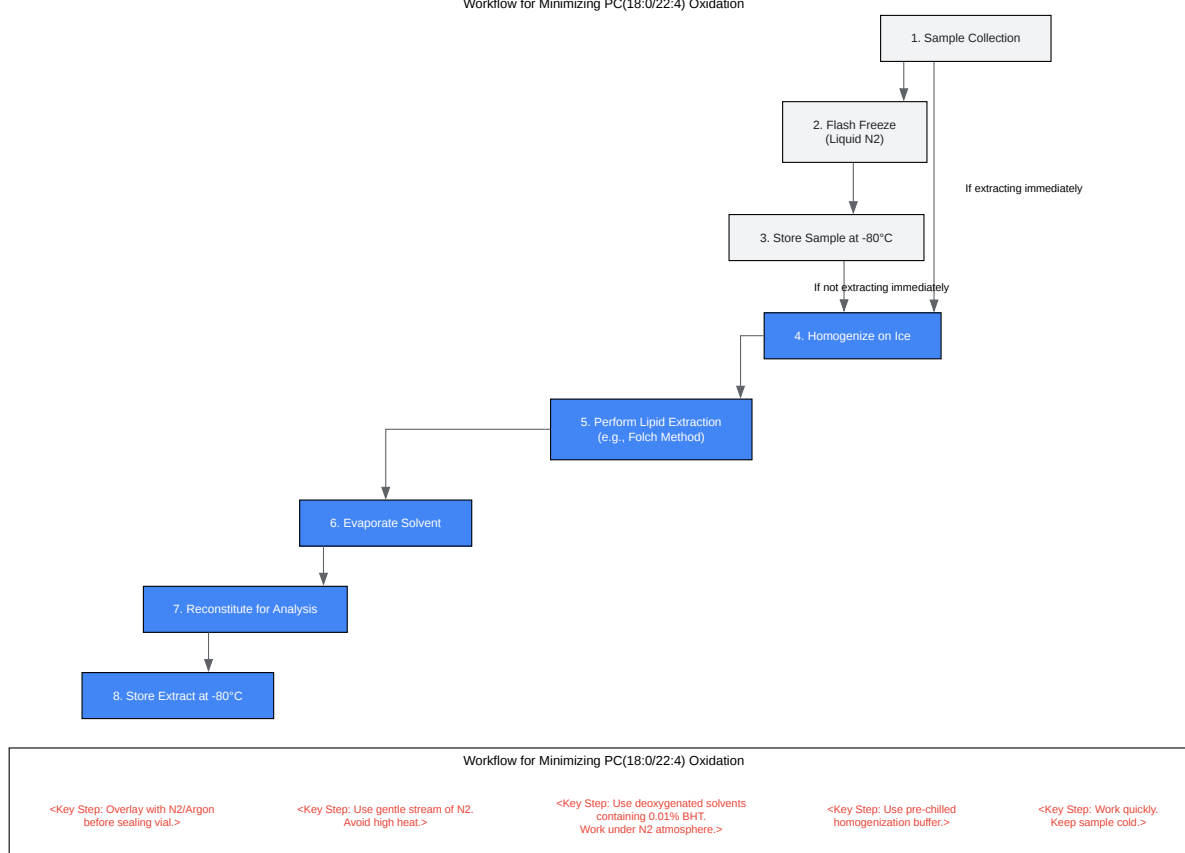 Workflow for Minimizing PC(18:0/22:4) Oxidation
1. Sample Collection
2. Flash Freeze
(Liquid N2)
If extracting immediately
3. Store Sample at -80°C
If not extracting immediately
4. Homogenize on Ice
5. Perform Lipid Extraction
(e.g., Folch Method)
6. Evaporate Solvent
7. Reconstitute for Analysis
8. Store Extract at -80°C
Workflow for Minimizing PC(18:0/22:4) Oxidation
<Key Step: Overlay with N2/Argon
before sealing vial.>
<Key Step: Use gentle stream of N2.
Avoid high heat.>
<Key Step: Use deoxygenated solvents
containing 0.01% BHT.
Work under N2 atmosphere.>
<Key Step: Use pre-chilled
homogenization buffer.>
<Key Step: Work quickly.
Keep sample cold.>